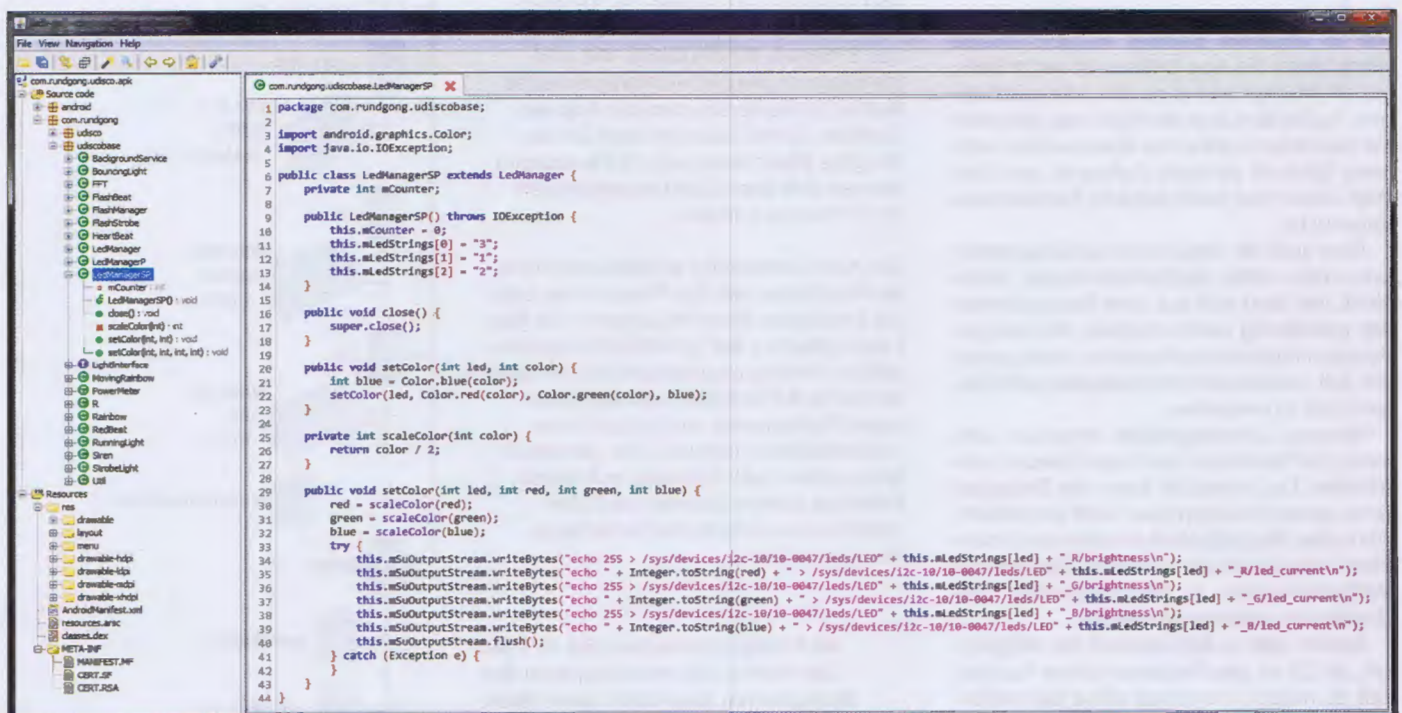 File View Navigation Help
com.rundgong.udisco.apk
Source code
android
com.rundgong
udisco
udiscobase
BackgroundService
BouncingLight
FFT
FlashBeat
FlashManager
FlashStrobe
HeartBeat
LedManager
LedManagerP
LedManagerSP
mCounter : int
LedManagerSP() : void
close() : void
scaleColor(int) : int
setColor(int, int) : void
setColor(int, int, int, int) : void
LightInterface
MovingRainbow
PowerMeter
R
Rainbow
RedBeat
RunningLight
Siren
StrobeLight
Util
Resources
res
drawable
layout
menu
drawable-hdpi
drawable-ldpi
drawable-mdpi
drawable-xhdpi
AndroidManifest.xml
resources.arsc
classes.dex
META-INF
MANIFEST.MF
CERT.SF
CERT.RSA
com.rundgong.udiscobase.LedManagerSP
1 package com.rundgong.udiscobase;
2
3 import android.graphics.Color;
4 import java.io.IOException;
5
6 public class LedManagerSP extends LedManager {
7 private int mCounter;
8
9 public LedManagerSP() throws IOException {
10 this.mCounter = 0;
11 this.mLedStrings[0] = "3";
12 this.mLedStrings[1] = "1";
13 this.mLedStrings[2] = "2";
14 }
15
16 public void close() {
17 super.close();
18 }
19
20 public void setColor(int led, int color) {
21 int blue = Color.blue(color);
22 setColor(led, Color.red(color), Color.green(color), blue);
23 }
24
25 private int scaleColor(int color) {
26 return color / 2;
27 }
28
29 public void setColor(int led, int red, int green, int blue) {
30 red = scaleColor(red);
31 green = scaleColor(green);
32 blue = scaleColor(blue);
33 try {
34 this.mSuOutputStream.writeBytes("echo 255 > /sys/devices/i2c-10/10-0047/leds/LED" + this.mLedStrings[led] + "_R/brightness\n");
35 this.mSuOutputStream.writeBytes("echo " + Integer.toString(red) + " > /sys/devices/i2c-10/10-0047/leds/LED" + this.mLedStrings[led] + "_R/led_current\n");
36 this.mSuOutputStream.writeBytes("echo 255 > /sys/devices/i2c-10/10-0047/leds/LED" + this.mLedStrings[led] + "_G/brightness\n");
37 this.mSuOutputStream.writeBytes("echo " + Integer.toString(green) + " > /sys/devices/i2c-10/10-0047/leds/LED" + this.mLedStrings[led] + "_G/led_current\n");
38 this.mSuOutputStream.writeBytes("echo 255 > /sys/devices/i2c-10/10-0047/leds/LED" + this.mLedStrings[led] + "_B/brightness\n");
39 this.mSuOutputStream.writeBytes("echo " + Integer.toString(blue) + " > /sys/devices/i2c-10/10-0047/leds/LED" + this.mLedStrings[led] + "_B/led_current\n");
40 this.mSuOutputStream.flush();
41 } catch (Exception e) {
42 }
43 }
44 }